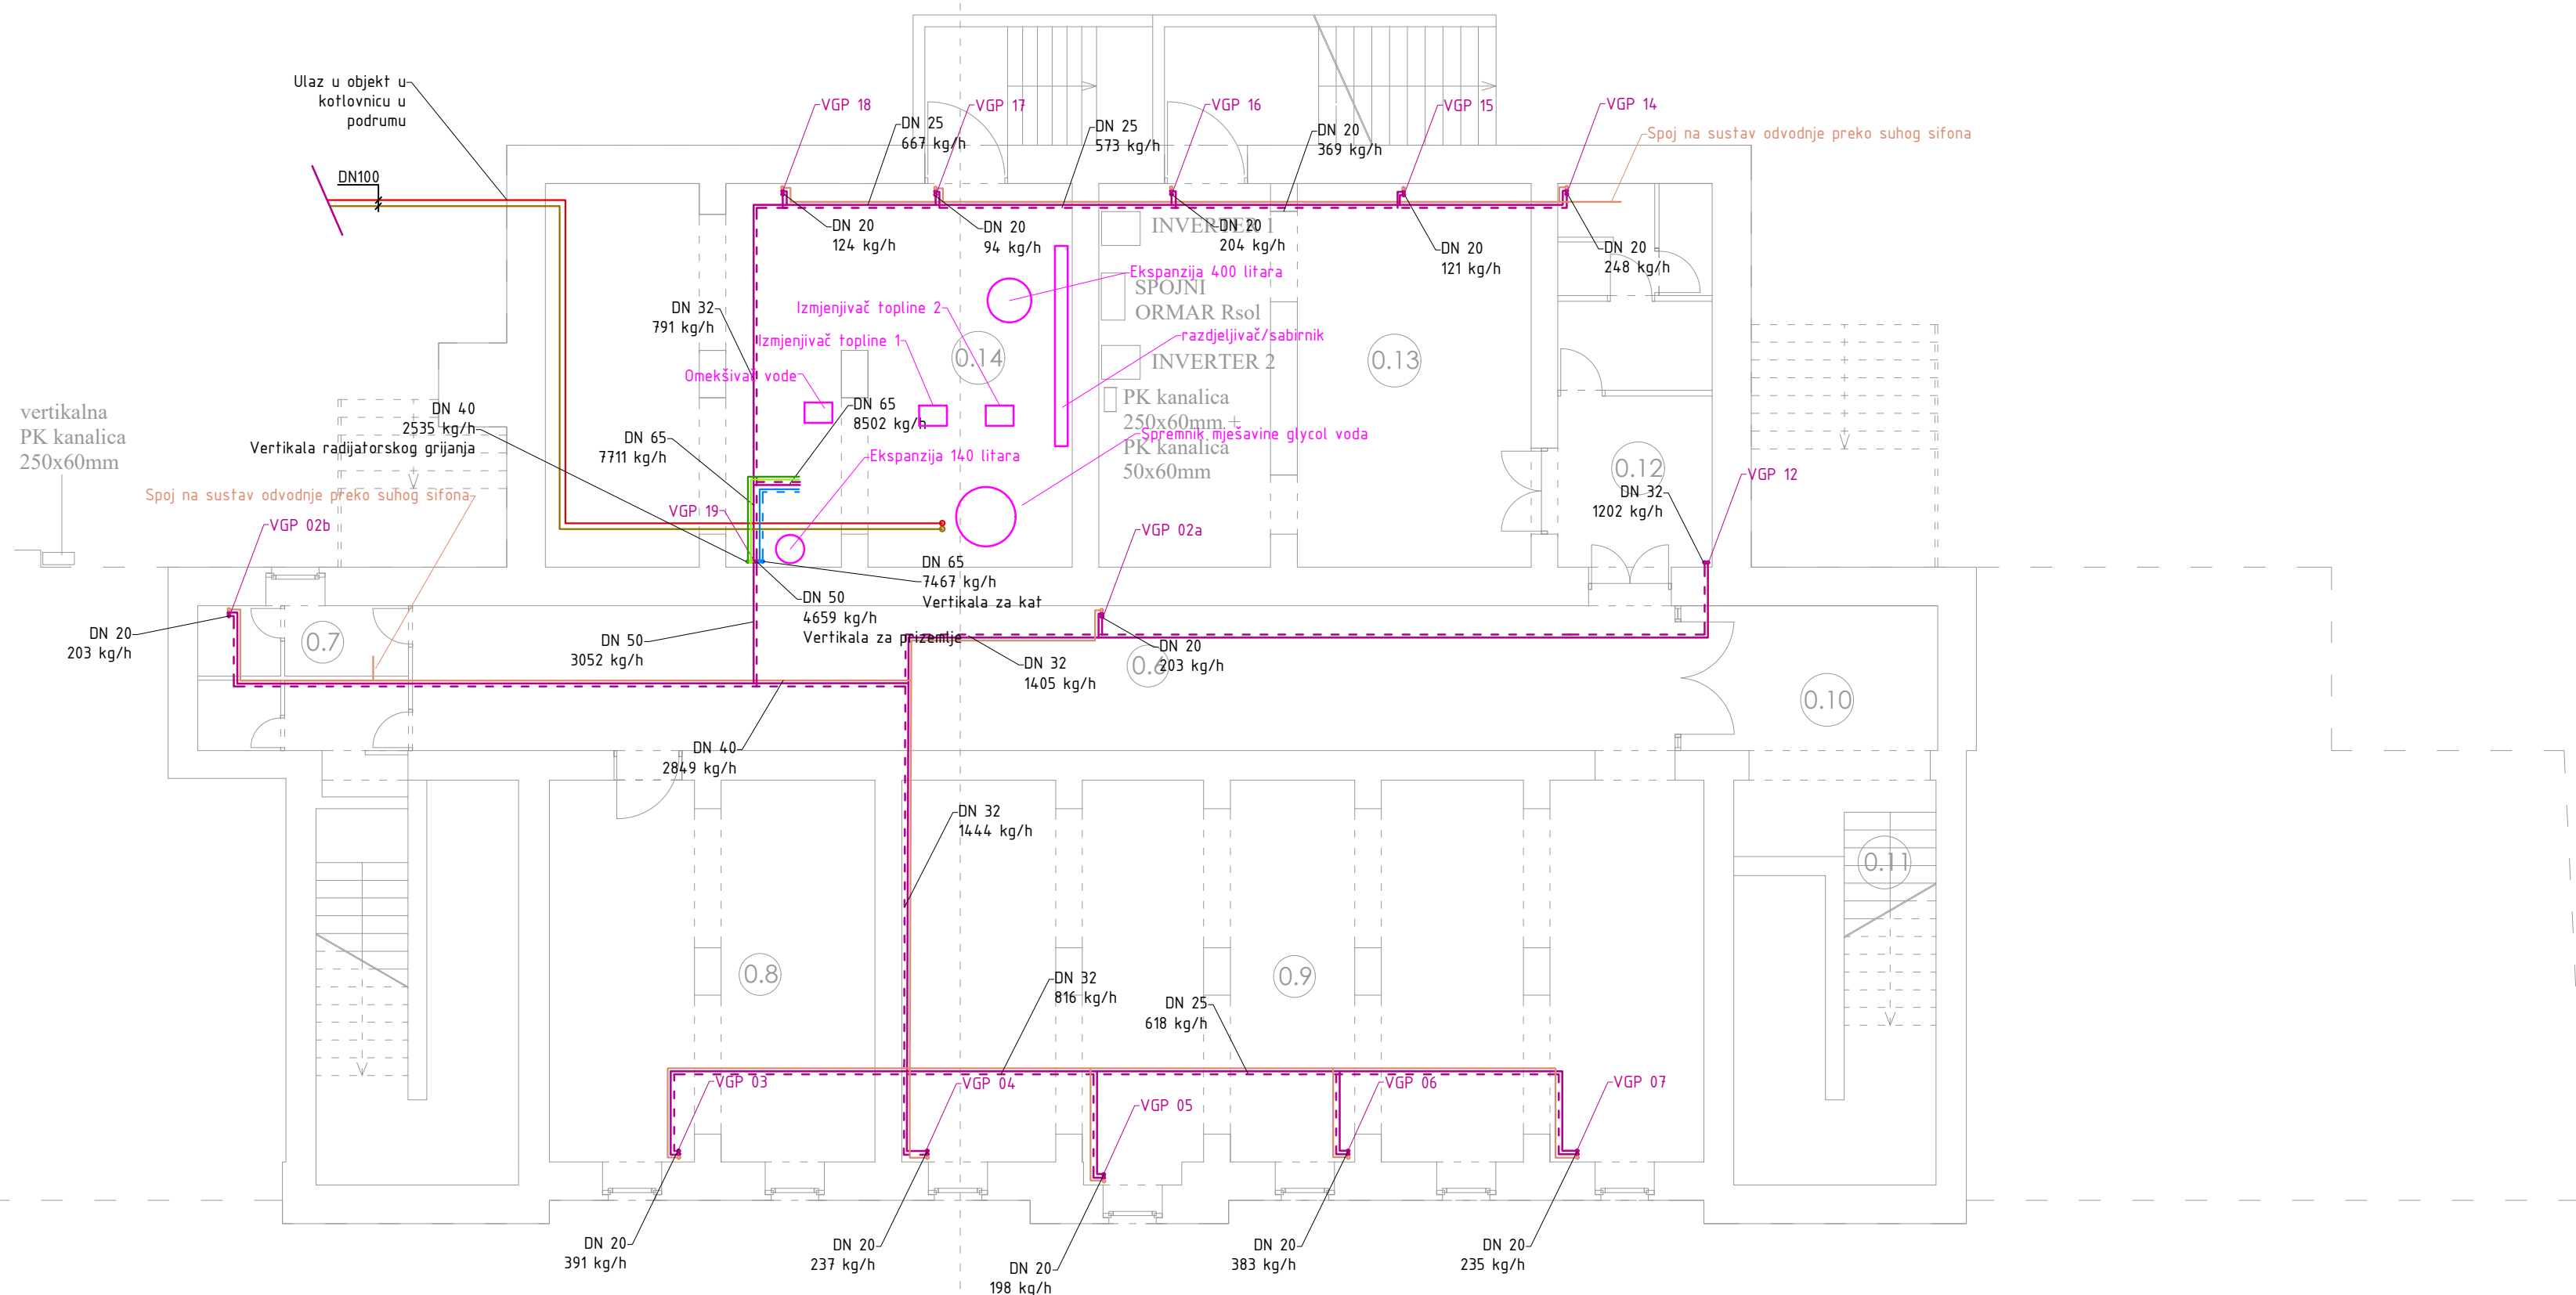 Ulaz u objekt u
kotlovnicu u
podrumu
DN100
VGP 18
VGP 17
VGP 16
VGP 15
VGP 14
DN 25
667 kg/h
DN 25
573 kg/h
DN 20
369 kg/h
Spoj na sustav odvodnje preko suhog sifona
DN 20
124 kg/h
DN 20
94 kg/h
INVERTER 1
DN 20
204 kg/h
DN 20
121 kg/h
DN 20
248 kg/h
Ekspanzija 400 litara
SPOJNI
ORMAR Rsol
DN 32
791 kg/h
Izmjenjivač topline 2
Izmjenjivač topline 1
razdjeljivač/sabirnik
0.14
0.13
INVERTER 2
Omekšivač vode
PK kanalica
250x60mm +
PK kanalica
50x60mm
vertikalna
PK kanalica
250x60mm
DN 40
2535 kg/h
Vertikala radijatorskog grijanja
DN 65
8502 kg/h
DN 65
7711 kg/h
Spremnik mješavine glycol voda
Ekspanzija 140 litara
0.12
VGP 12
DN 32
1202 kg/h
Spoj na sustav odvodnje preko suhog sifona
VGP 02b
VGP 19
VGP 02a
DN 65
7467 kg/h
Vertikala za kat
DN 50
4659 kg/h
Vertikala za prizemlje
DN 20
203 kg/h
0.7
DN 50
3052 kg/h
DN 32
1405 kg/h
0.6
DN 20
203 kg/h
0.10
DN 40
2849 kg/h
DN 32
1444 kg/h
0.11
0.8
0.9
DN 32
816 kg/h
DN 25
618 kg/h
VGP 03
VGP 04
VGP 05
VGP 06
VGP 07
DN 20
391 kg/h
DN 20
237 kg/h
DN 20
198 kg/h
DN 20
383 kg/h
DN 20
235 kg/h